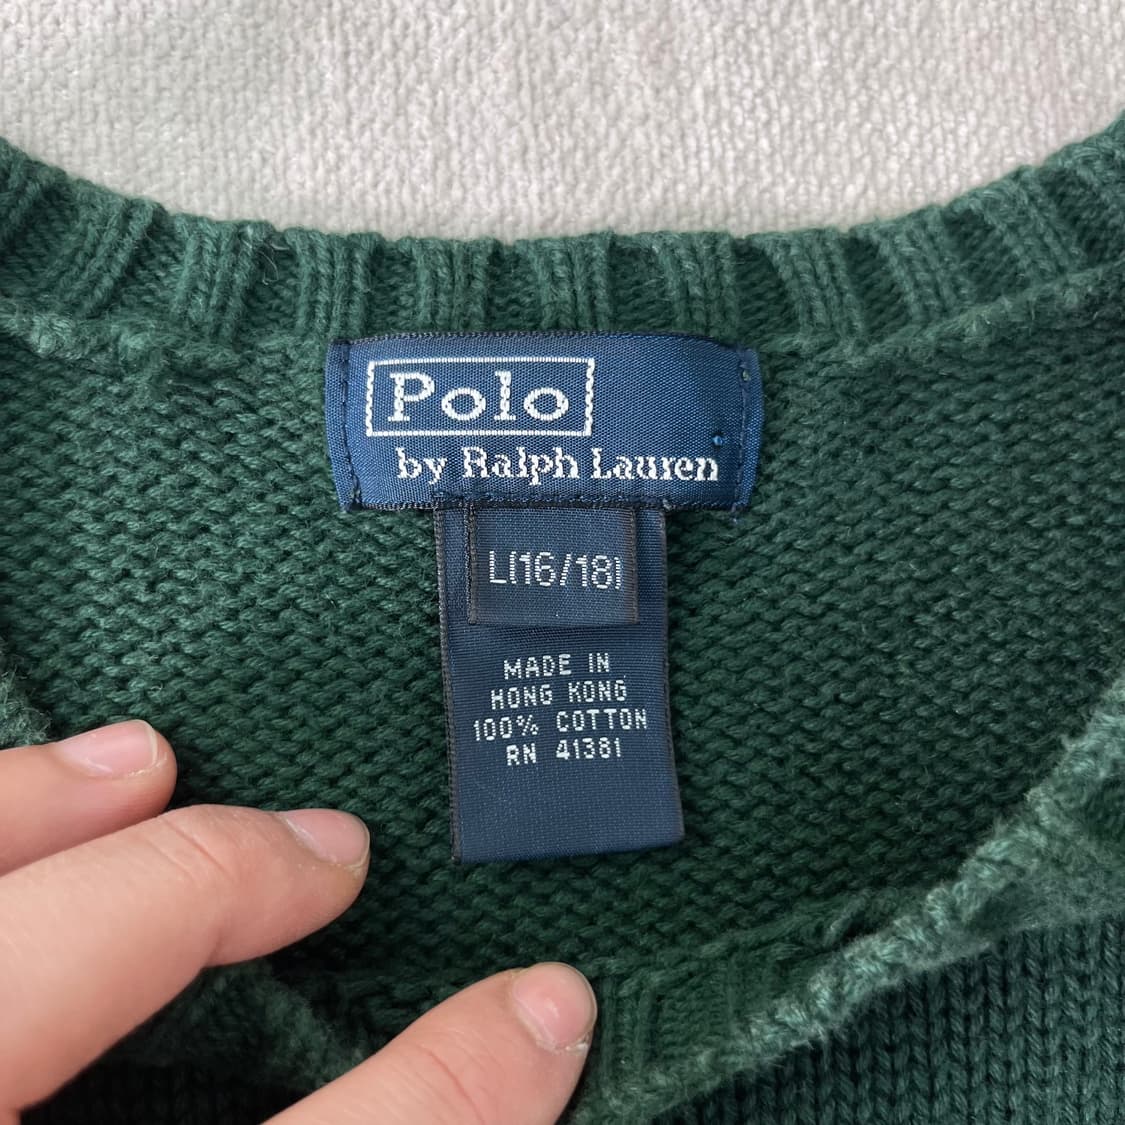 Polo
by Ralph Lauren
L(16/18)
MADE IN
HONG KONG
100% COTTON
RN 41381